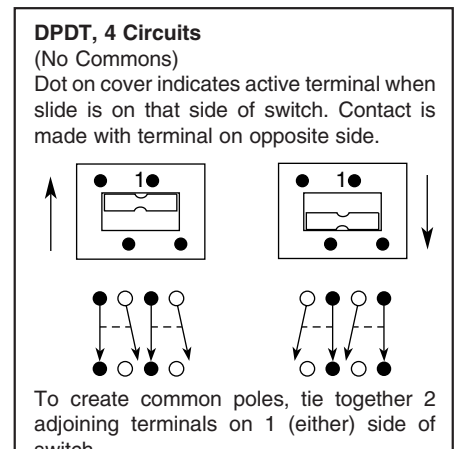 DPDT, 4 Circuits
(No Commons)
Dot on cover indicates active terminal when
slide is on that side of switch. Contact is
made with terminal on opposite side.
1 1
To create common poles, tie together 2
adjoining terminals on 1 (either) side of